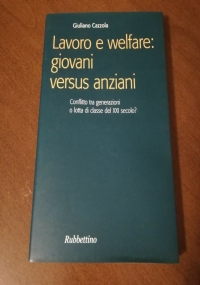 Giuliano Cazzola
Lavoro e welfare:
giovani
versus anziani
Conflitto tra generazioni
o lotta di classe del XXI secolo?
Rubbettino